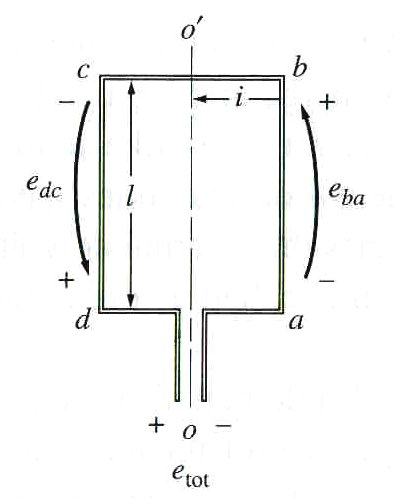 o′
c b
− i +
e_dc l e_ba
+ −
d a
+ o −
e_tot